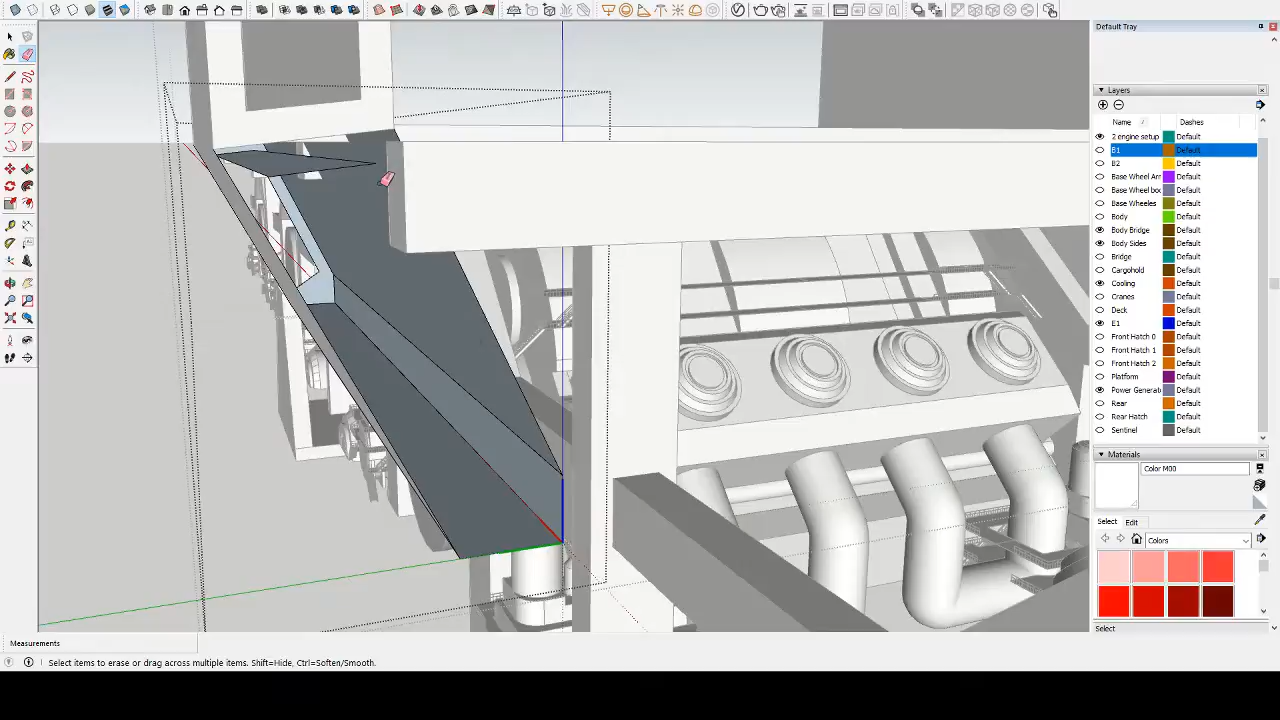 Default Tray
Layers
Name Dashes
2 engine setup Default
B1 Default
B2 Default
Base Wheel Arr Default
Base Wheel boc Default
Base Wheeles Default
Body Default
Body Bridge Default
Body Sides Default
Bridge Default
Cargohold Default
Cooling Default
Cranes Default
Deck Default
E1 Default
Front Hatch 0 Default
Front Hatch 1 Default
Front Hatch 2 Default
Platform Default
Power Generato Default
Rear Default
Rear Hatch Default
Sentinel Default
Materials
Color M00
Select Edit
Colors
Select
Measurements
Select items to erase or drag across multiple items. Shift=Hide, Ctrl=Soften/Smooth.